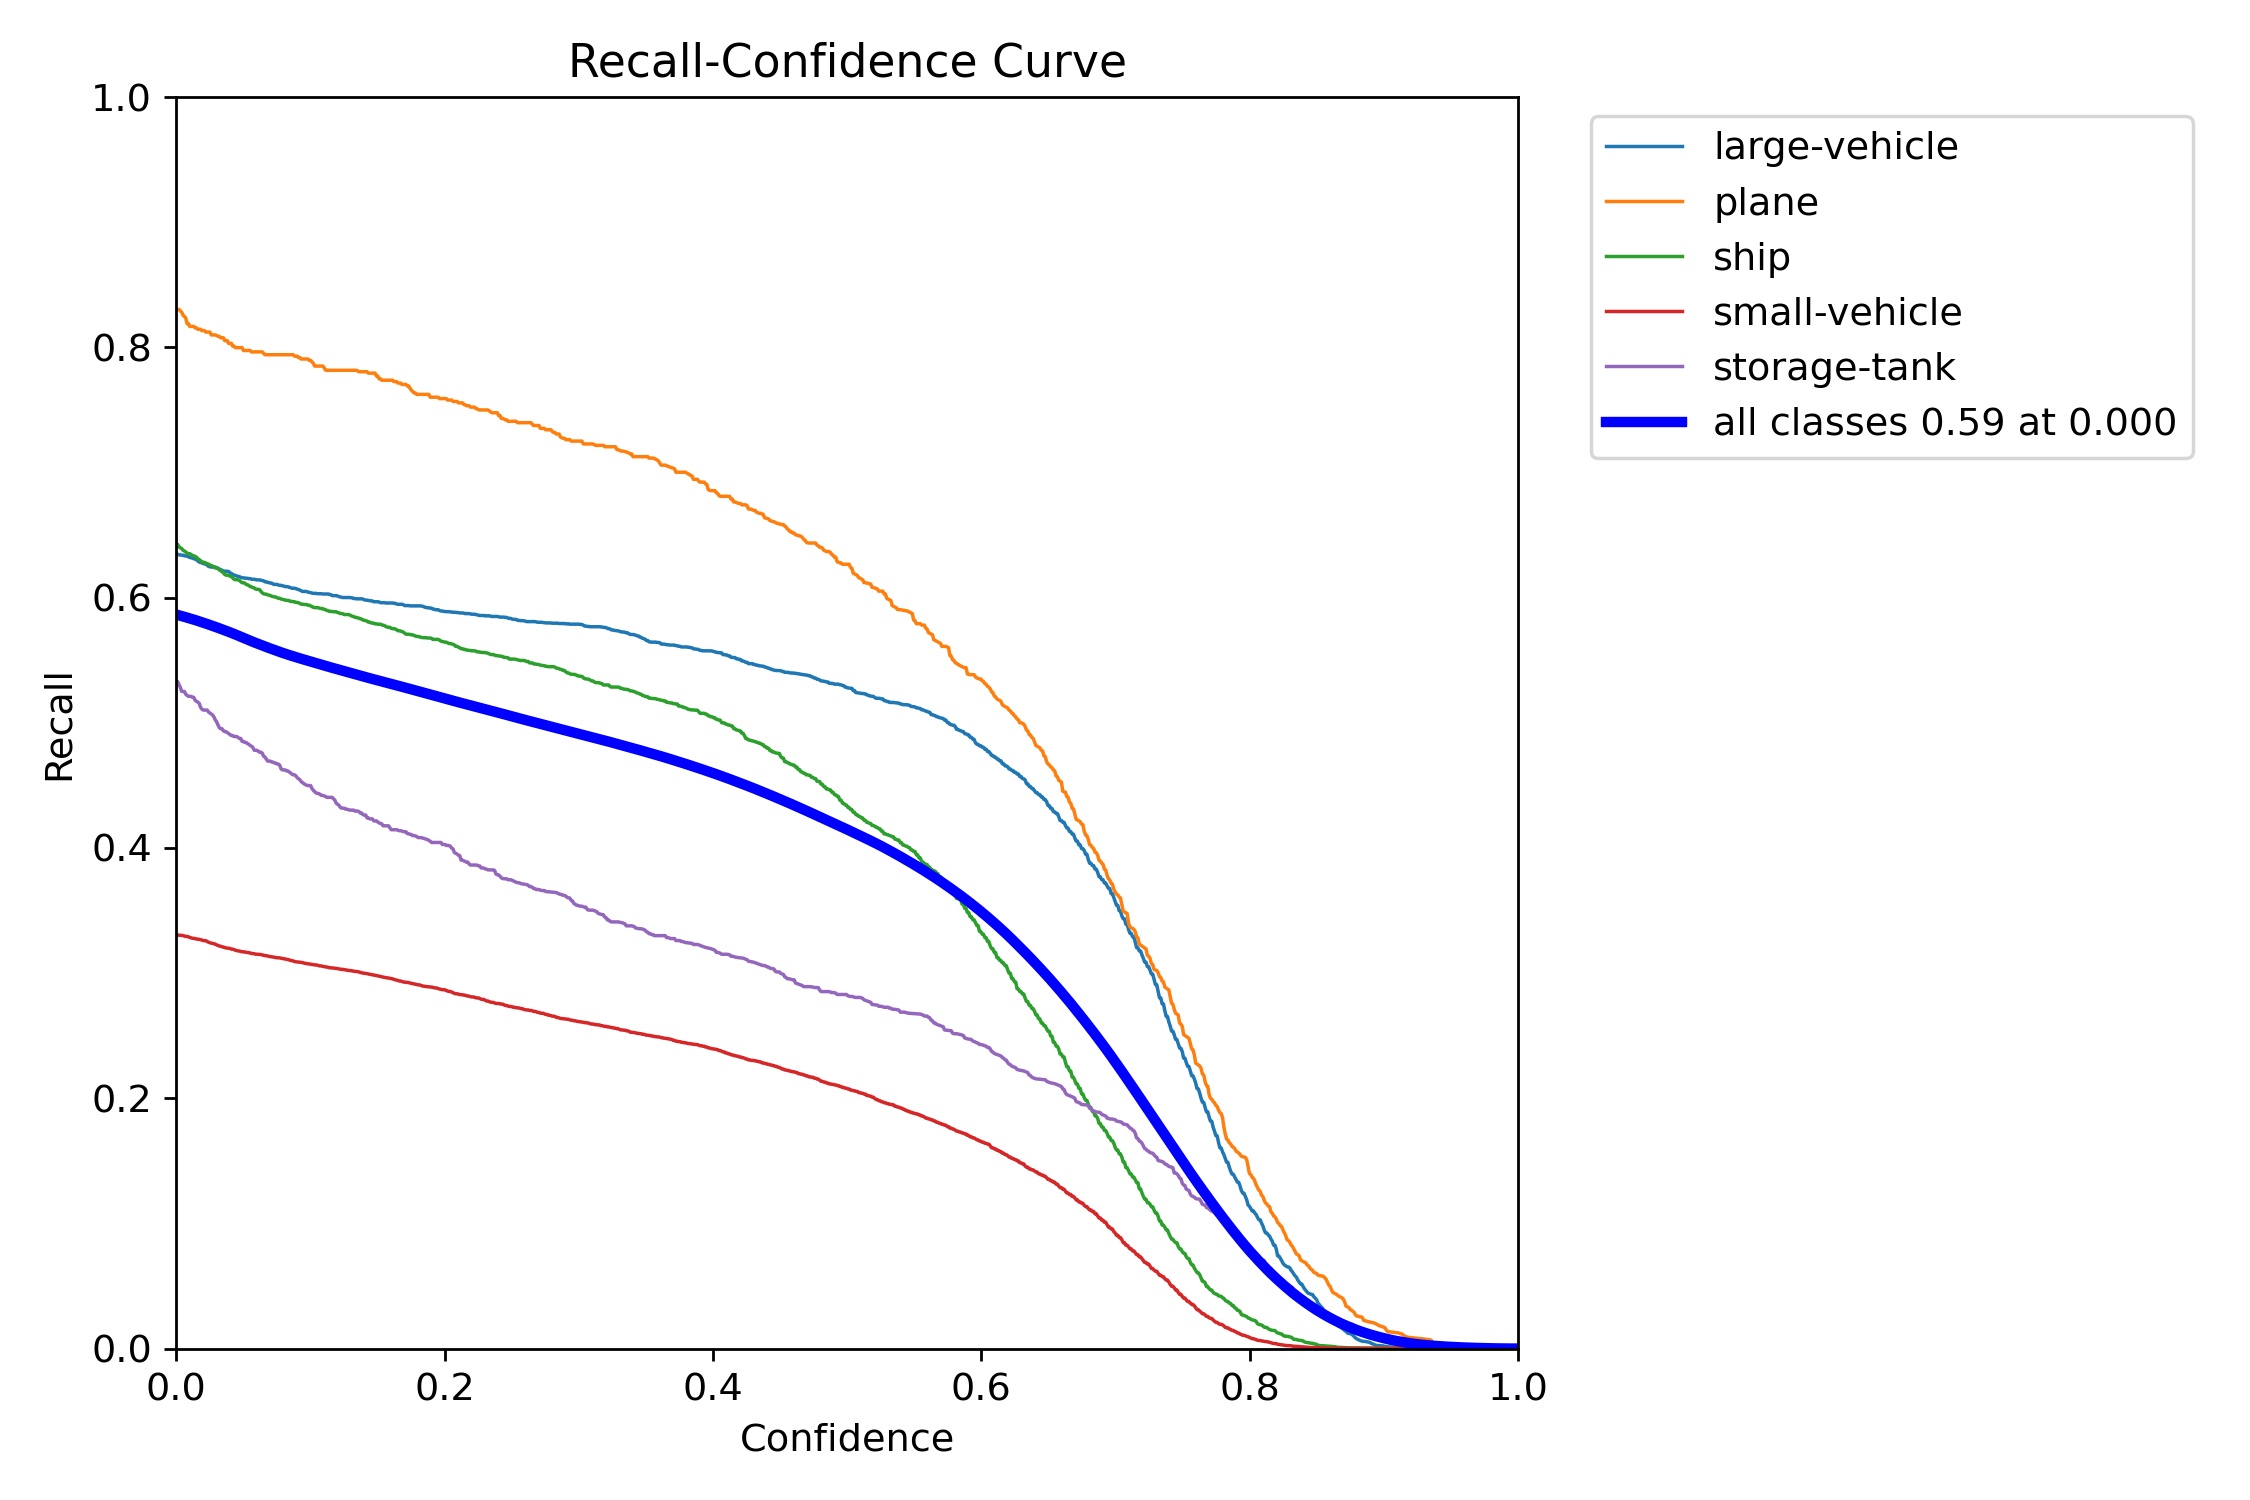 Recall-Confidence Curve
1.0
0.8
0.6
0.4
0.2
0.0
Recall
0.0 0.2 0.4 0.6 0.8 1.0
Confidence
large-vehicle
plane
ship
small-vehicle
storage-tank
all classes 0.59 at 0.000